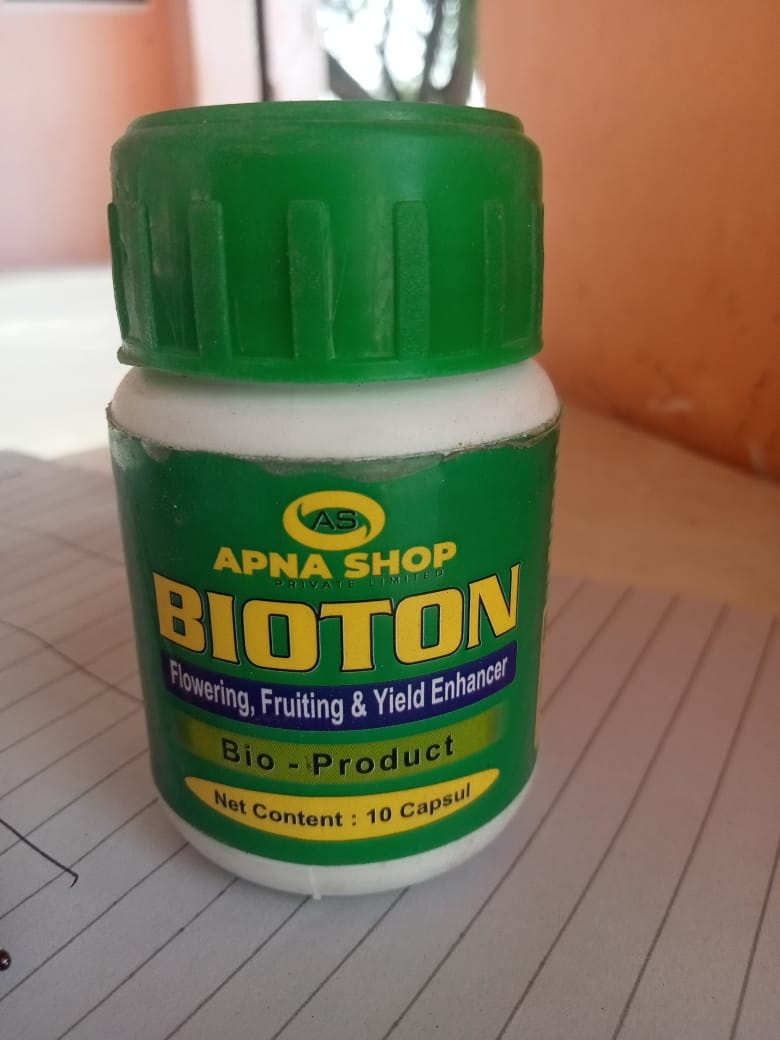 AS
APNA SHOP
PRIVATE LIMITED
BIOTON
Flowering, Fruiting & Yield Enhancer
Bio - Product
Net Content : 10 Capsul